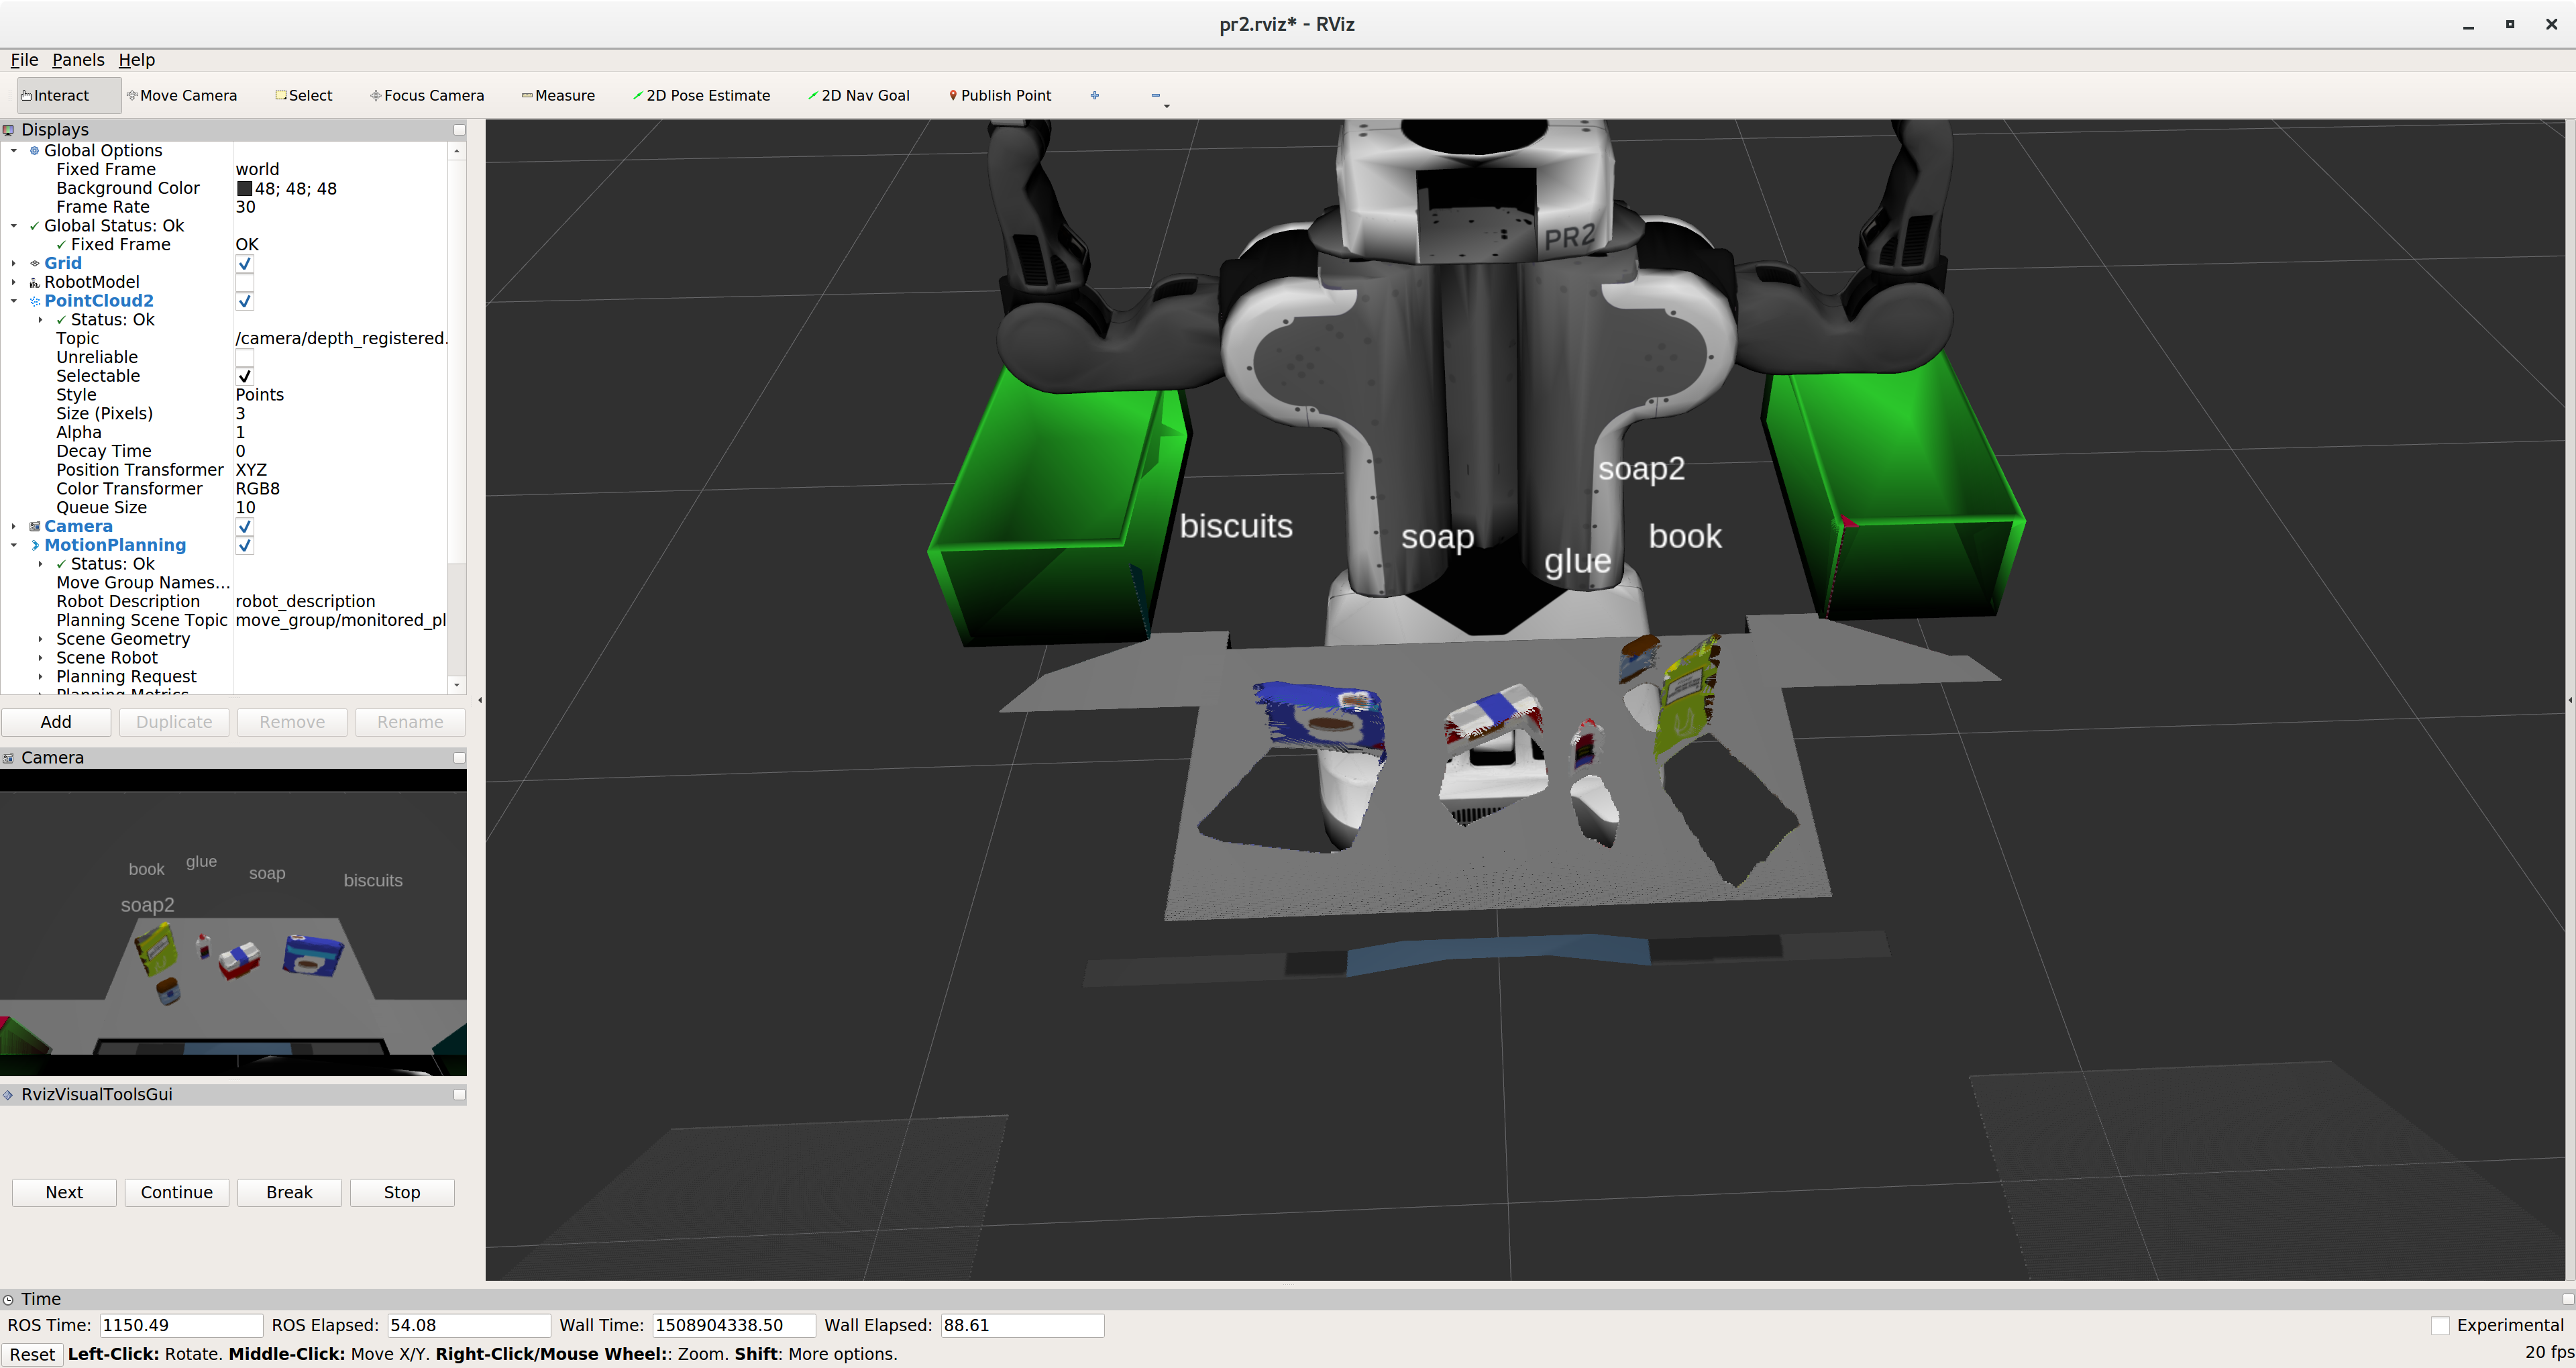 pr2.rviz* - RViz
File Panels Help
Interact Move Camera Select Focus Camera Measure 2D Pose Estimate 2D Nav Goal Publish Point
Displays
Global Options
Fixed Frame world
Background Color 48; 48; 48
Frame Rate 30
Global Status: Ok
Fixed Frame OK
Grid
RobotModel
PointCloud2
Status: Ok
Topic /camera/depth_registered.
Unreliable
Selectable
Style Points
Size (Pixels) 3
Alpha 1
Decay Time 0
Position Transformer XYZ
Color Transformer RGB8
Queue Size 10
Camera
MotionPlanning
Status: Ok
Move Group Names...
Robot Description robot_description
Planning Scene Topic move_group/monitored_pl
Scene Geometry
Scene Robot
Planning Request
Planning Metrics
Add Duplicate Remove Rename
Camera
book glue soap biscuits
soap2
RvizVisualToolsGui
Next Continue Break Stop
PR2
soap2
biscuits soap glue book
Time
ROS Time: 1150.49 ROS Elapsed: 54.08 Wall Time: 1508904338.50 Wall Elapsed: 88.61 Experimental
Reset Left-Click: Rotate. Middle-Click: Move X/Y. Right-Click/Mouse Wheel:: Zoom. Shift: More options. 20 fps